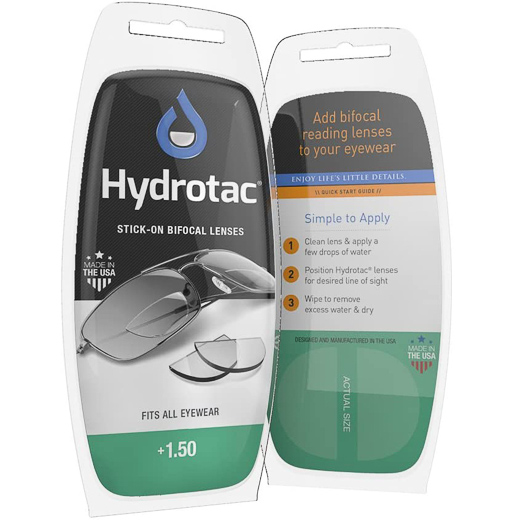 Hydrotac®
STICK-ON BIFOCAL LENSES
MADE IN
THE USA
FITS ALL EYEWEAR
+1.50
Add bifocal
reading lenses
to your eyewear
ENJOY LIFE'S LITTLE DETAILS.
\\ QUICK START GUIDE //
Simple to Apply
1 Clean lens & apply a
few drops of water
2 Position Hydrotac® lenses
for desired line of sight
3 Wipe to remove
excess water & dry
DESIGNED AND MANUFACTURED IN THE USA
MADE IN
THE USA
ACTUAL SIZE